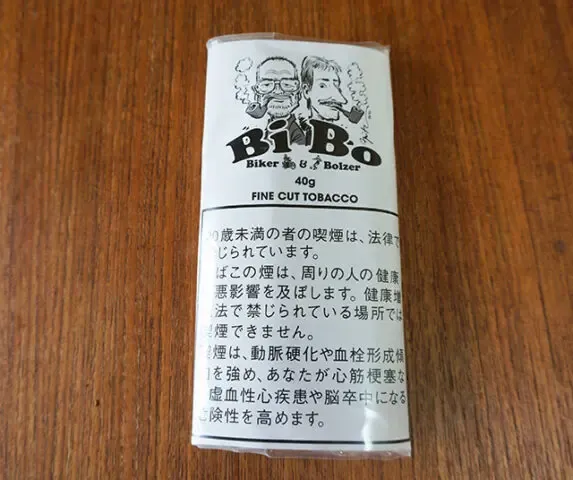 BiBo
Biker & Bolzer
40g
FINE CUT TOBACCO
20歳未満の者の喫煙は、法律で
じられています。
ばこの煙は、周りの人の健康
悪影響を及ぼします。健康増
法で禁じられている場所では
煙できません。
煙は、動脈硬化や血栓形成傾
を強め、あなたが心筋梗塞な
虚血性心疾患や脳卒中になる
険性を高めます。